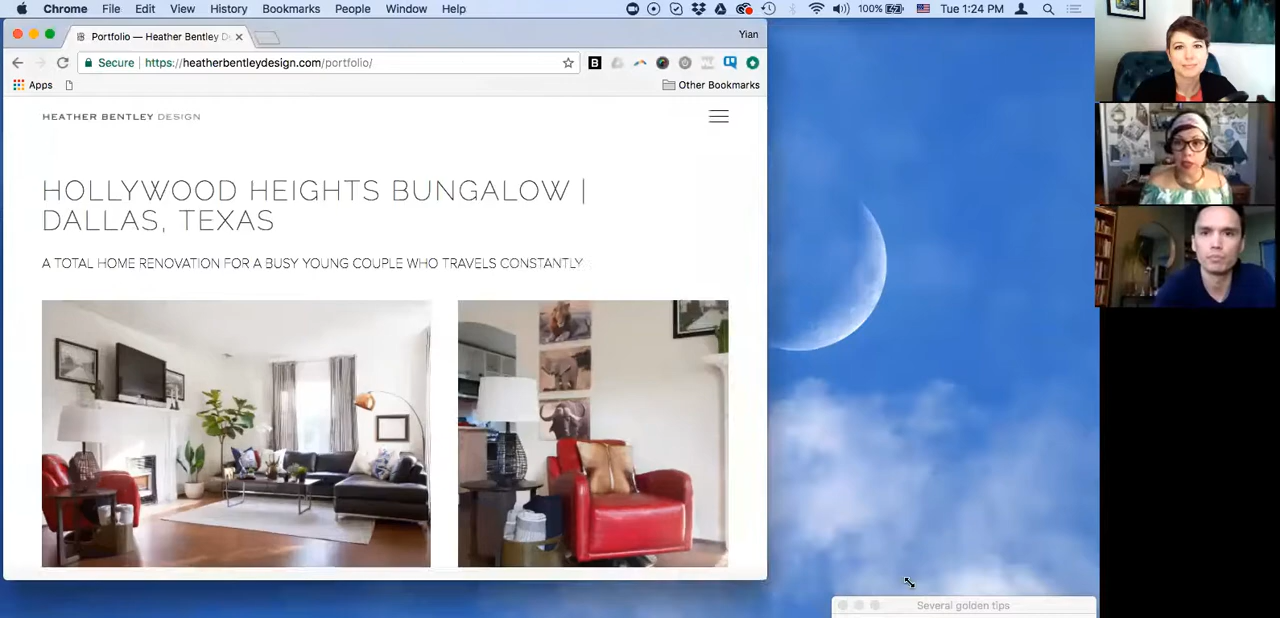 Chrome File Edit View History Bookmarks People Window Help 100% Tue 1:24 PM
Portfolio — Heather Bentley D Yian
Secure https://heatherbentleydesign.com/portfolio/
Apps Other Bookmarks
HEATHER BENTLEY DESIGN
HOLLYWOOD HEIGHTS BUNGALOW |
DALLAS, TEXAS
A TOTAL HOME RENOVATION FOR A BUSY YOUNG COUPLE WHO TRAVELS CONSTANTLY
Several golden tips